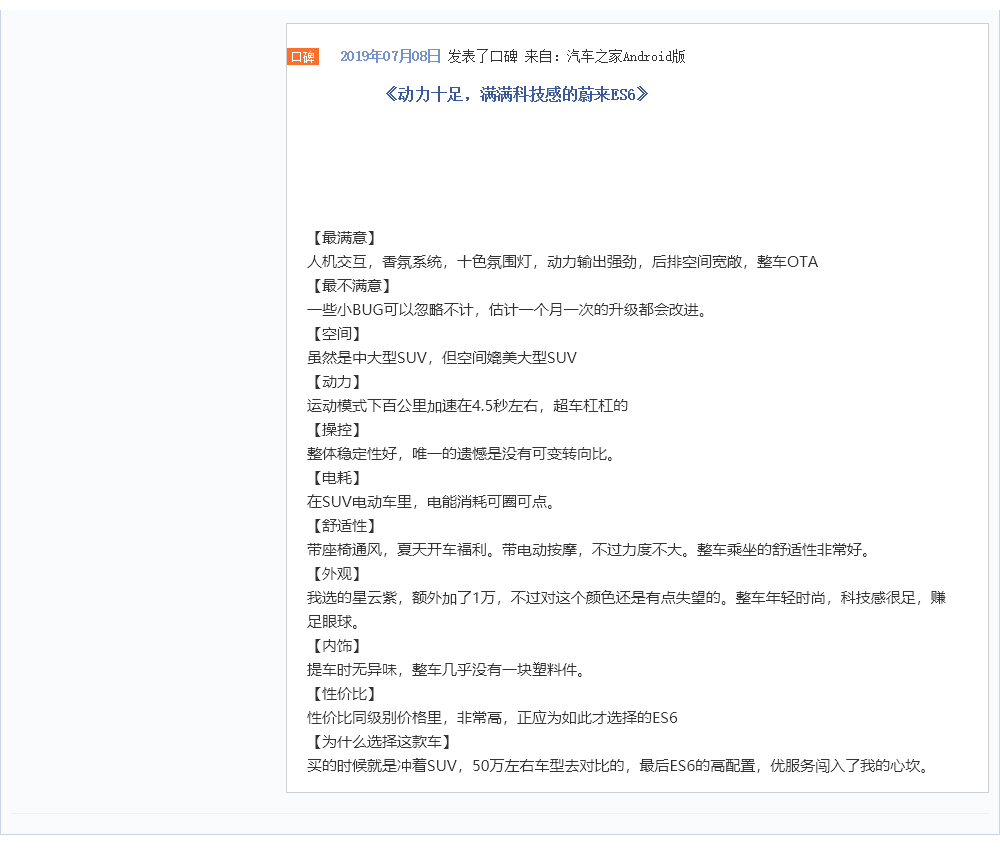 口碑 2019年07月08日 发表了口碑 来自：汽车之家Android版
《动力十足，满满科技感的蔚来ES6》
【最满意】
人机交互，香氛系统，十色氛围灯，动力输出强劲，后排空间宽敞，整车OTA
【最不满意】
一些小BUG可以忽略不计，估计一个月一次的升级都会改进。
【空间】
虽然是中大型SUV，但空间媲美大型SUV
【动力】
运动模式下百公里加速在4.5秒左右，超车杠杠的
【操控】
整体稳定性好，唯一的遗憾是没有可变转向比。
【电耗】
在SUV电动车里，电能消耗可圈可点。
【舒适性】
带座椅通风，夏天开车福利。带电动按摩，不过力度不大。整车乘坐的舒适性非常好。
【外观】
我选的星云紫，额外加了1万，不过对这个颜色还是有点失望的。整车年轻时尚，科技感很足，赚
足眼球。
【内饰】
提车时无异味，整车几乎没有一块塑料件。
【性价比】
性价比同级别价格里，非常高，正应为如此才选择的ES6
【为什么选择这款车】
买的时候就是冲着SUV，50万左右车型去对比的，最后ES6的高配置，优服务闯入了我的心坎。